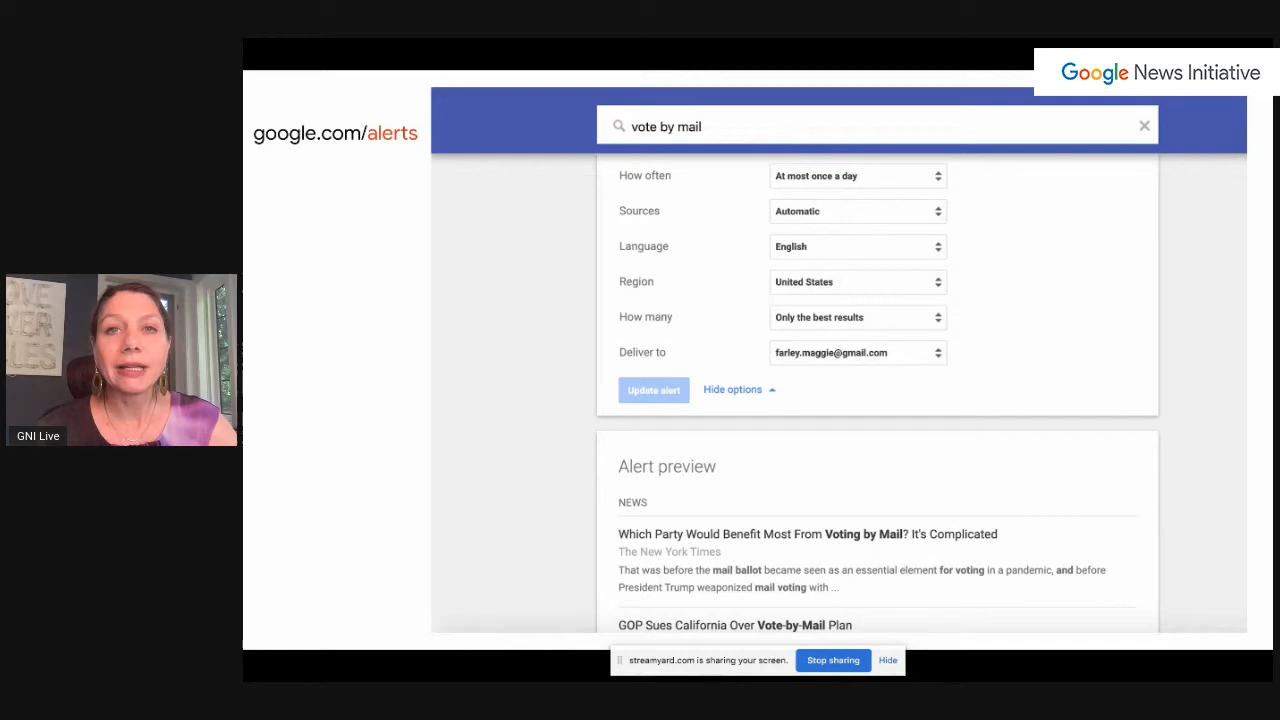 Google News Initiative
google.com/alerts
vote by mail
How often At most once a day
Sources Automatic
Language English
Region United States
How many Only the best results
Deliver to farley.maggie@gmail.com
Update alert Hide options
Alert preview
NEWS
Which Party Would Benefit Most From Voting by Mail? It's Complicated
The New York Times
That was before the mail ballot became seen as an essential element for voting in a pandemic, and before
President Trump weaponized mail voting with ...
GOP Sues California Over Vote-by-Mail Plan
streamyard.com is sharing your screen. Stop sharing Hide
GNI Live